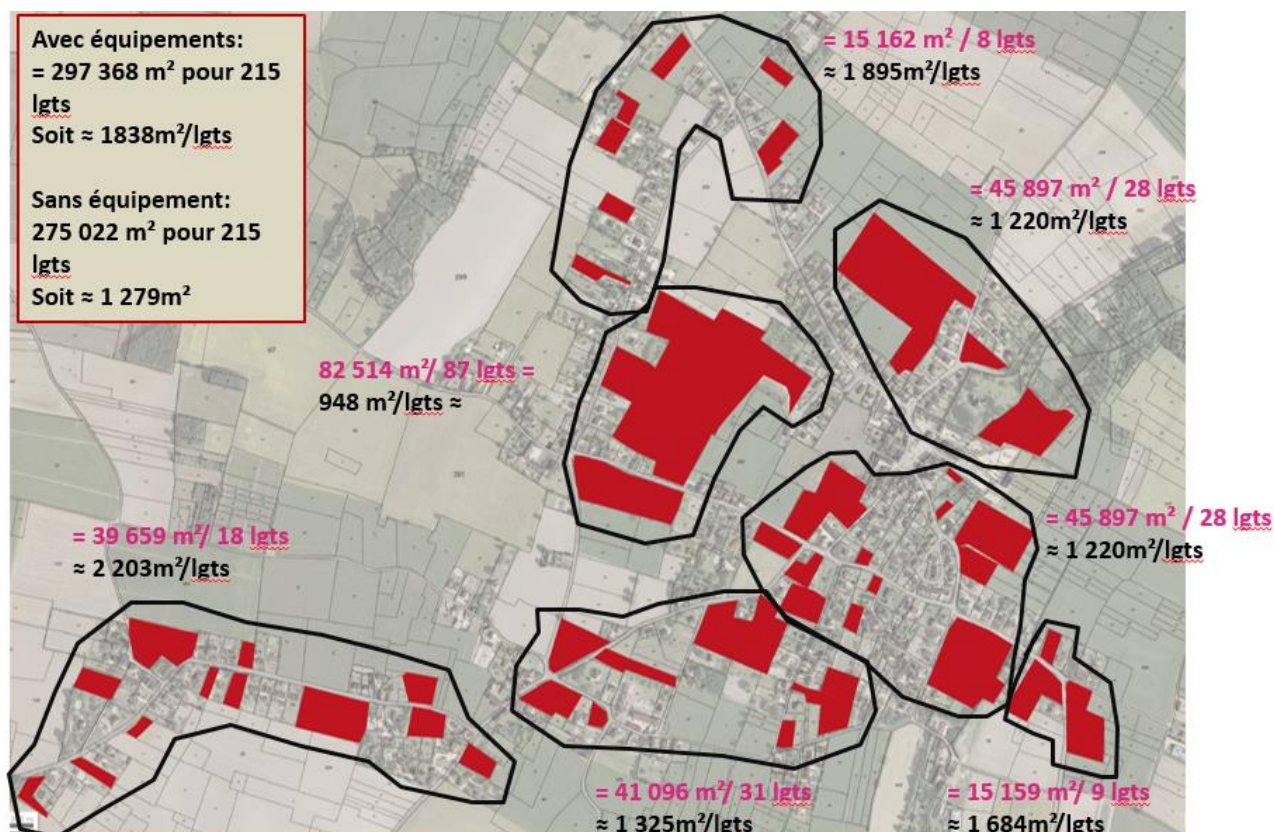 Avec équipements:
= 297 368 m² pour 215
lgts
Soit ≈ 1838m²/lgts
Sans équipement:
275 022 m² pour 215
lgts
Soit ≈ 1 279m²
= 15 162 m² / 8 lgts
≈ 1 895m²/lgts
= 45 897 m² / 28 lgts
≈ 1 220m²/lgts
82 514 m²/ 87 lgts =
948 m²/lgts ≈
= 39 659 m²/ 18 lgts
≈ 2 203m²/lgts
= 45 897 m² / 28 lgts
≈ 1 220m²/lgts
= 41 096 m²/ 31 lgts
≈ 1 325m²/lgts
= 15 159 m²/ 9 lgts
≈ 1 684m²/lgts